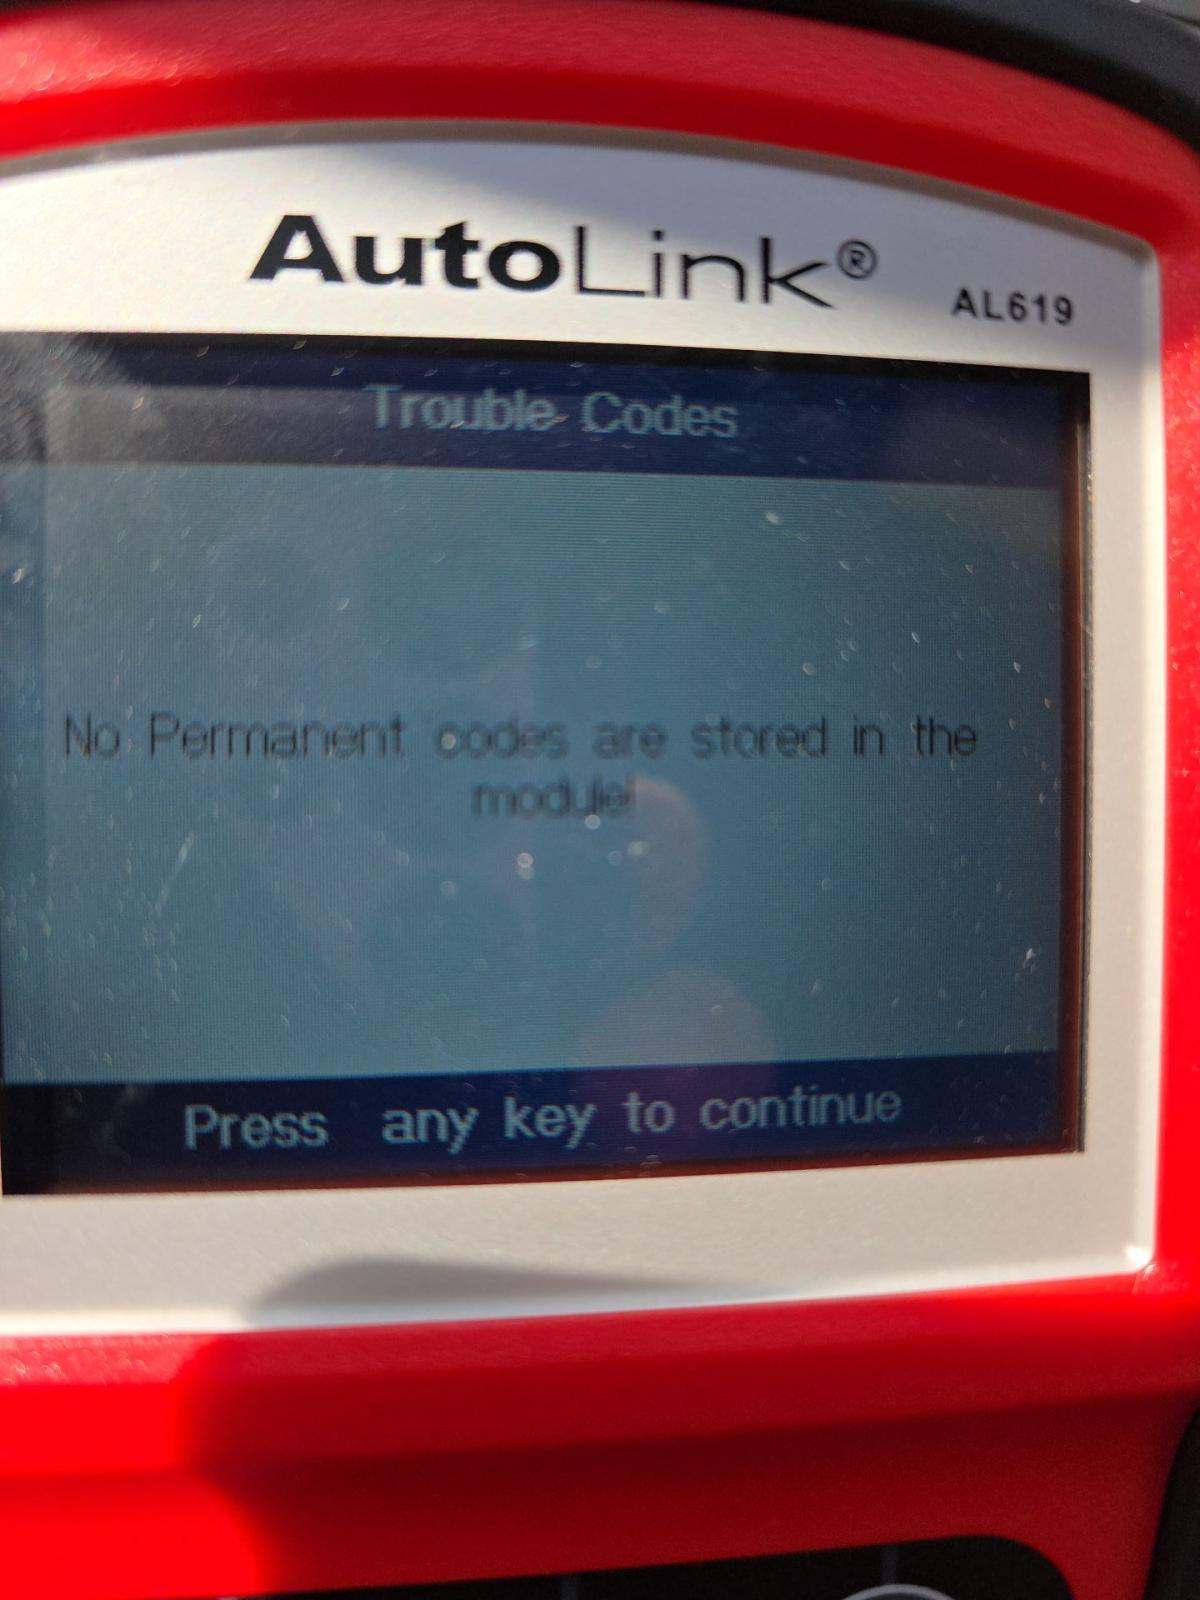 AutoLink®
AL619
Trouble Codes
No Permanent codes are stored in the
module!
Press any key to continue